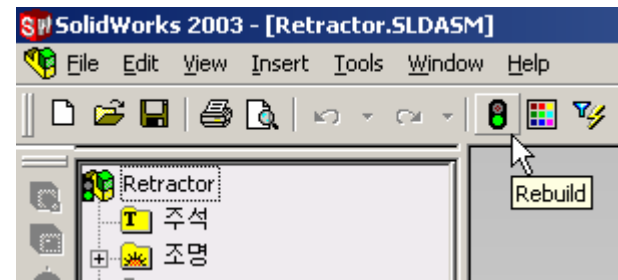 SolidWorks 2003 - [Retractor.SLDASM]
File Edit View Insert Tools Window Help
Retractor
Rebuild
주석
조명